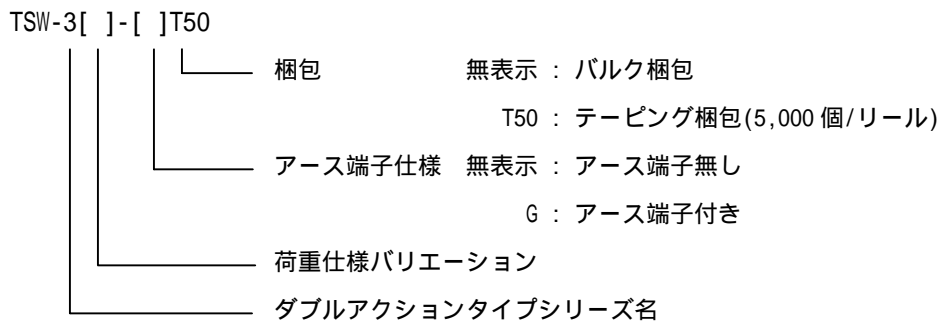 TSW-3[ ]-[ ]T50
梱包 無表示 : バルク梱包
T50 : テーピング梱包(5,000個/リール)
アース端子仕様 無表示 : アース端子無し
G : アース端子付き
荷重仕様バリエーション
ダブルアクションタイプシリーズ名